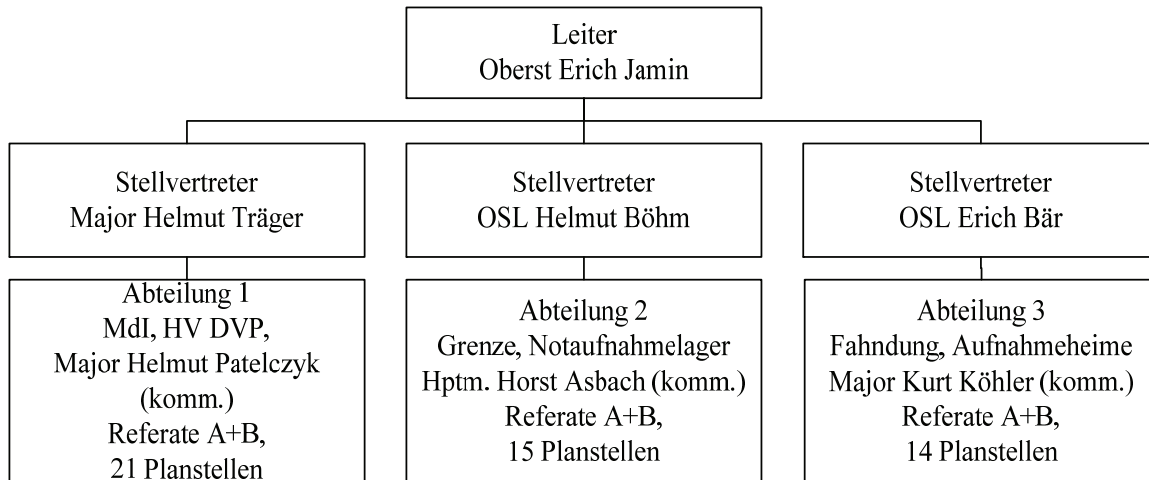 Leiter
Oberst Erich Jamin
Stellvertreter
Major Helmut Träger
Stellvertreter
OSL Helmut Böhm
Stellvertreter
OSL Erich Bär
Abteilung 1
MdI, HV DVP,
Major Helmut Patelczyk
(komm.)
Referate A+B,
21 Planstellen
Abteilung 2
Grenze, Notaufnahmelager
Hptm. Horst Asbach (komm.)
Referate A+B,
15 Planstellen
Abteilung 3
Fahndung, Aufnahmeheime
Major Kurt Köhler (komm.)
Referate A+B,
14 Planstellen